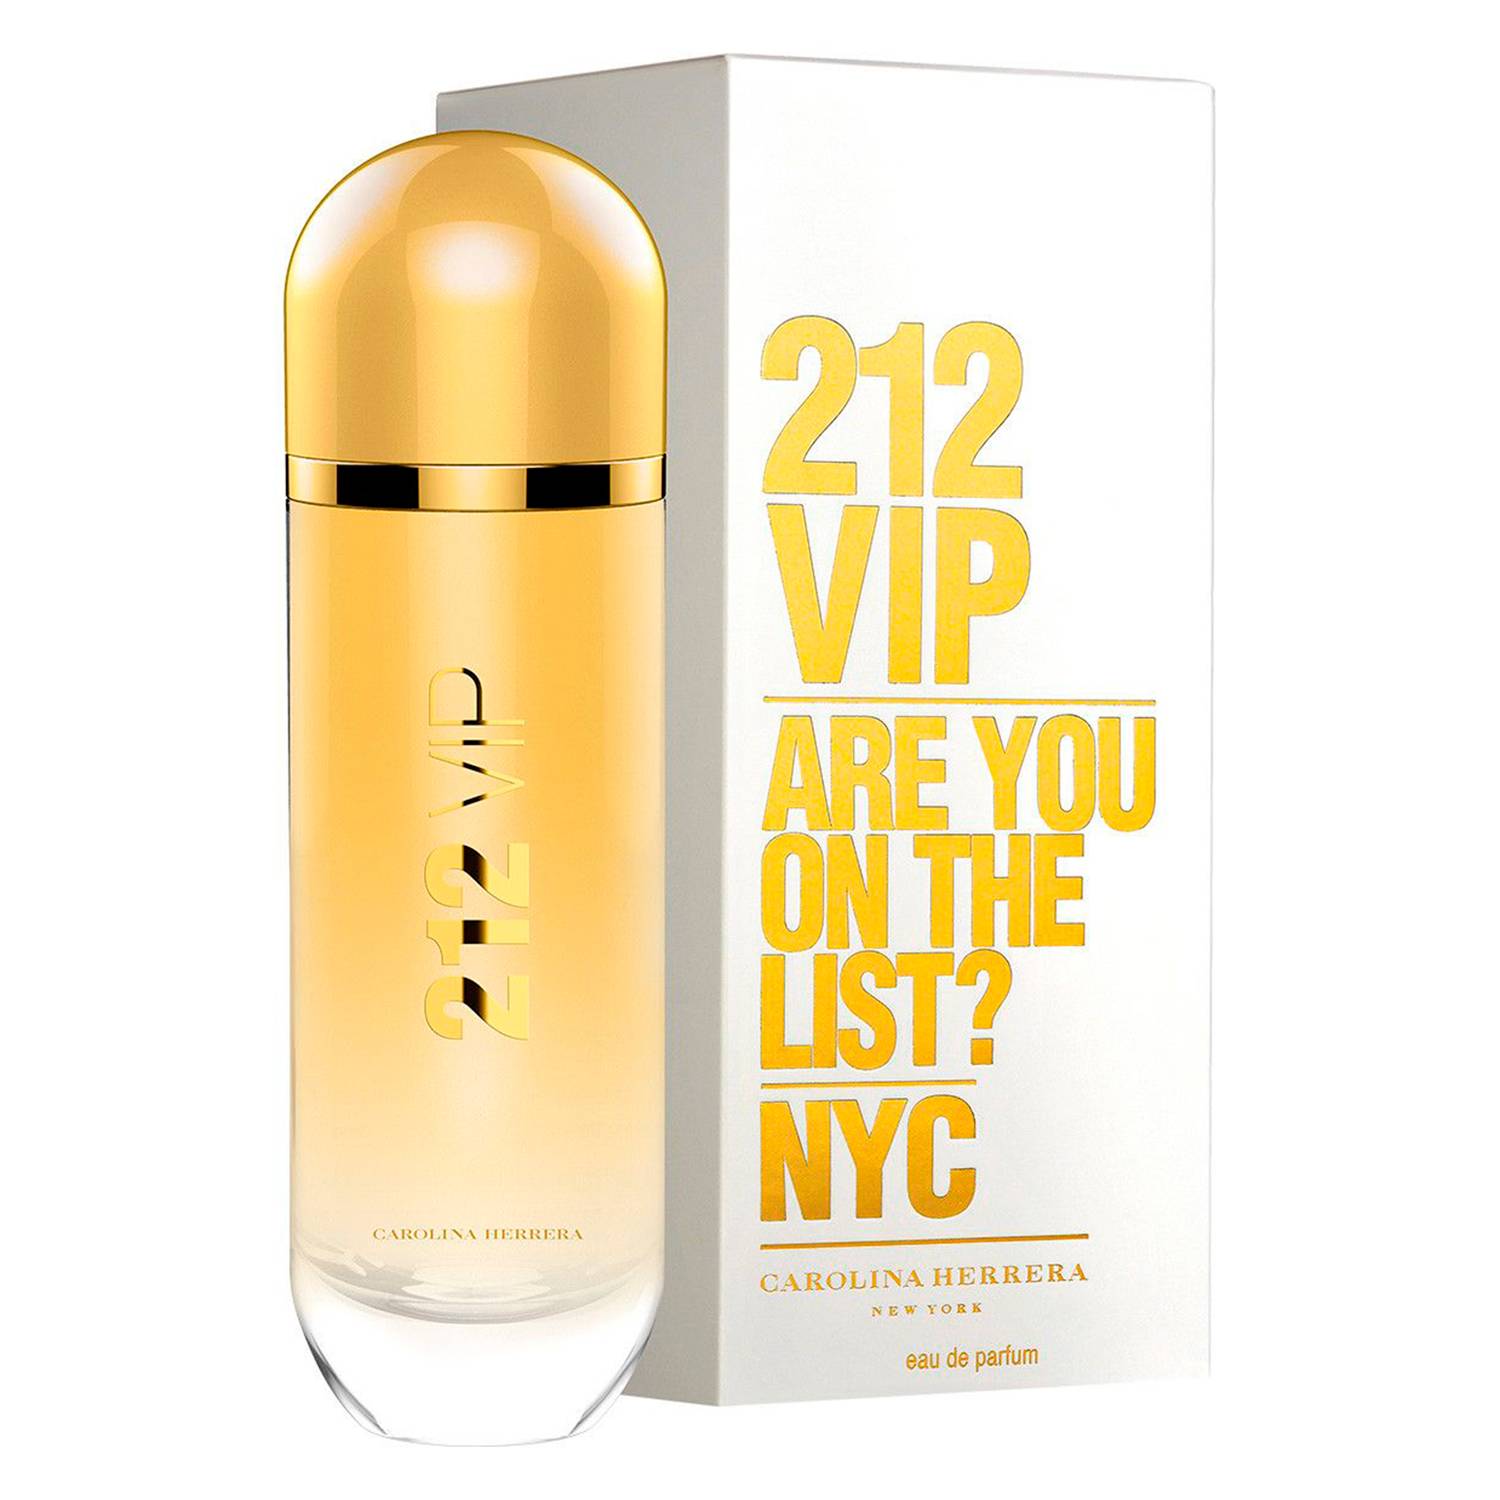 212 VIP
CAROLINA HERRERA
212
VIP
ARE YOU
ON THE
LIST?
NYC
CAROLINA HERRERA
NEW YORK
eau de parfum